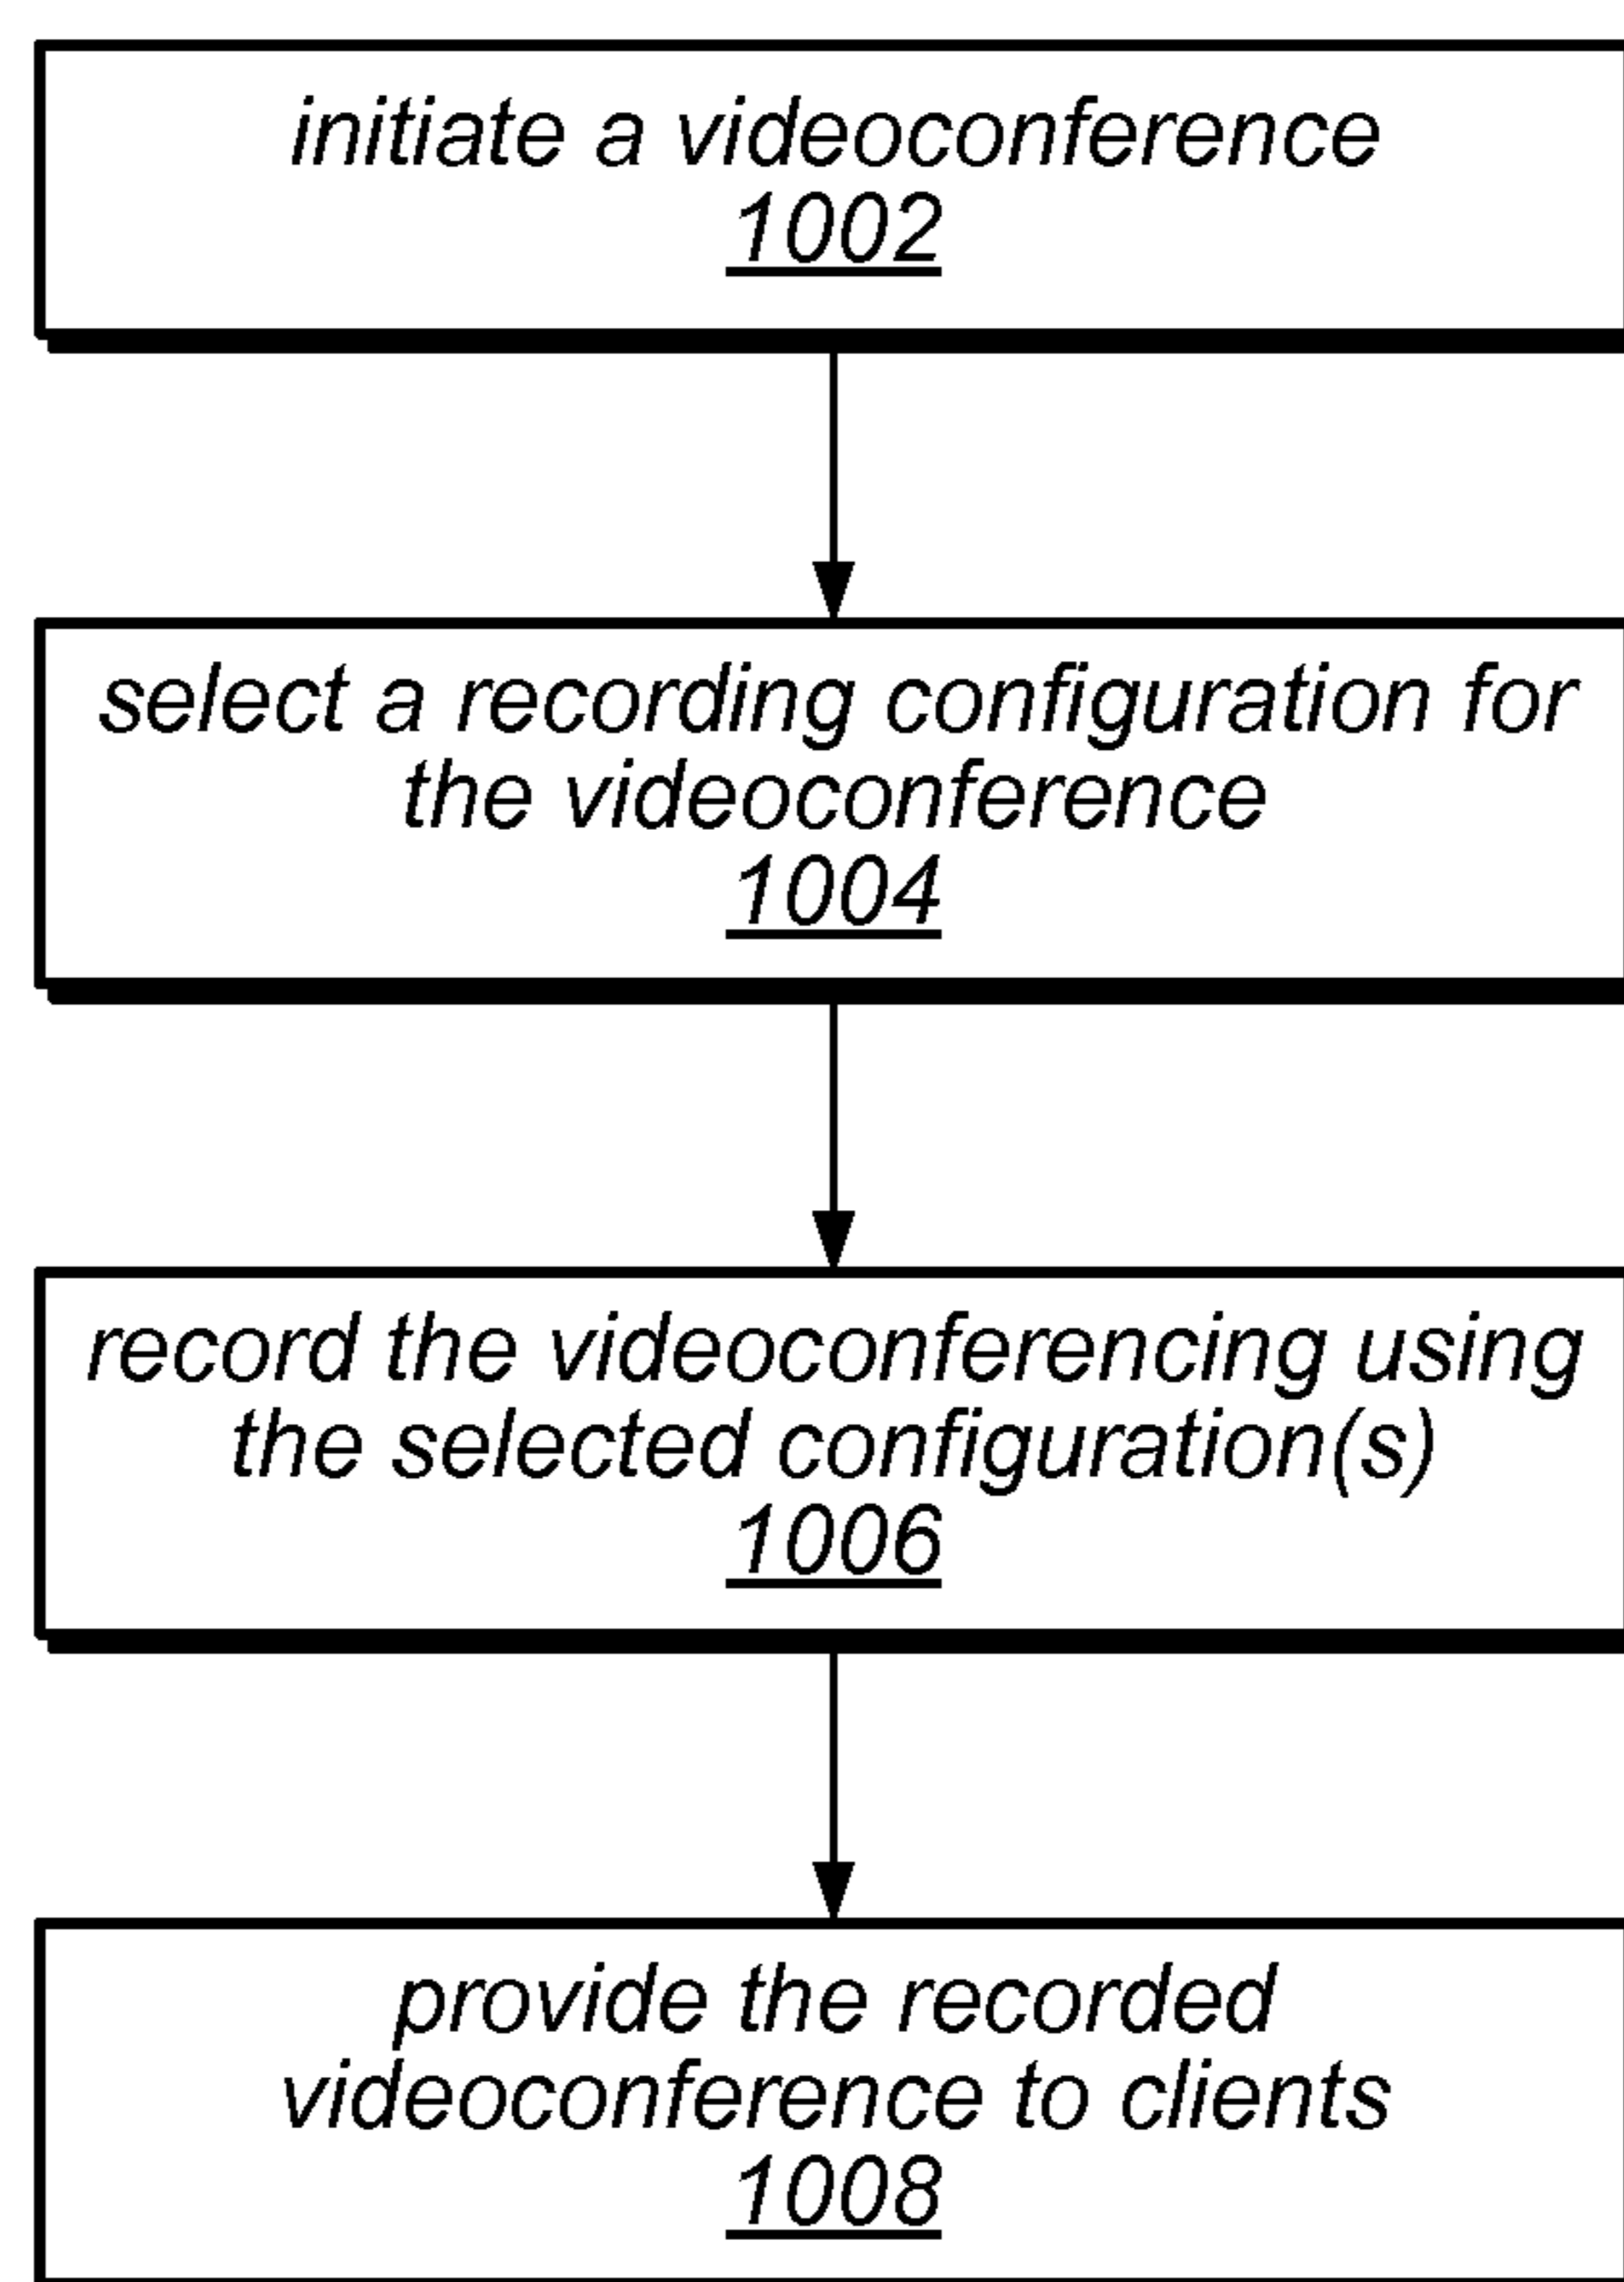 initiate a videoconference
1002
select a recording configuration for
the videoconference
1004
record the videoconferencing using
the selected configuration(s)
1006
provide the recorded
videoconference to clients
1008